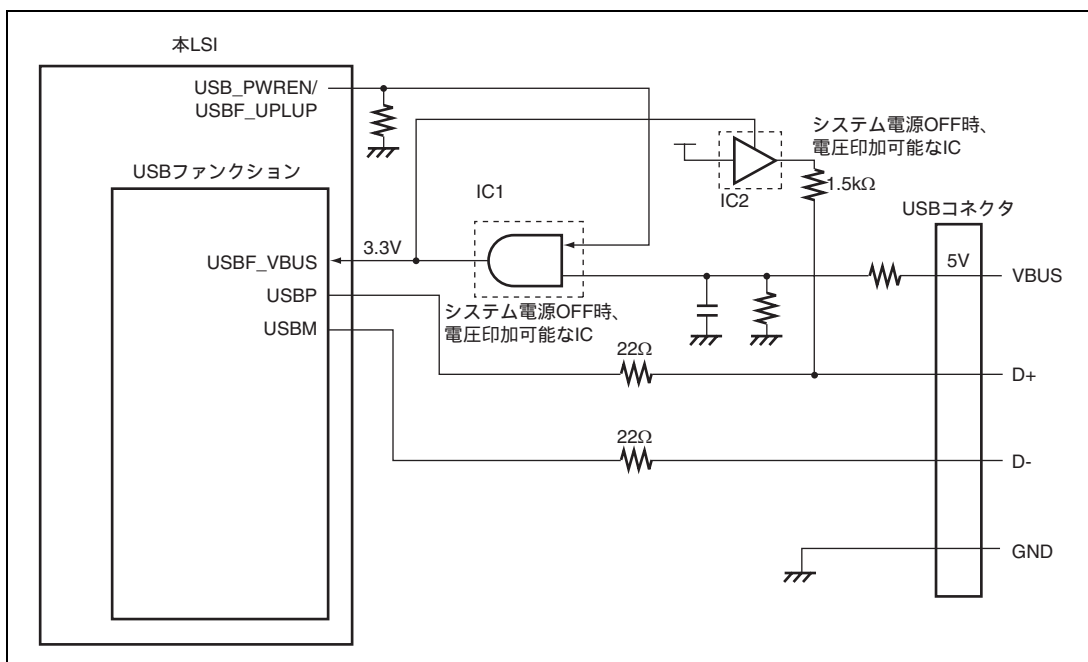 本LSI
USB_PWREN/
USBF_UPLUP
システム電源OFF時、
電圧印加可能なIC
IC2
1.5kΩ
USBファンクション
IC1
USBコネクタ
USBF_VBUS
3.3V
5V
VBUS
USBP
システム電源OFF時、
電圧印加可能なIC
USBM
22Ω
D+
22Ω
D-
GND